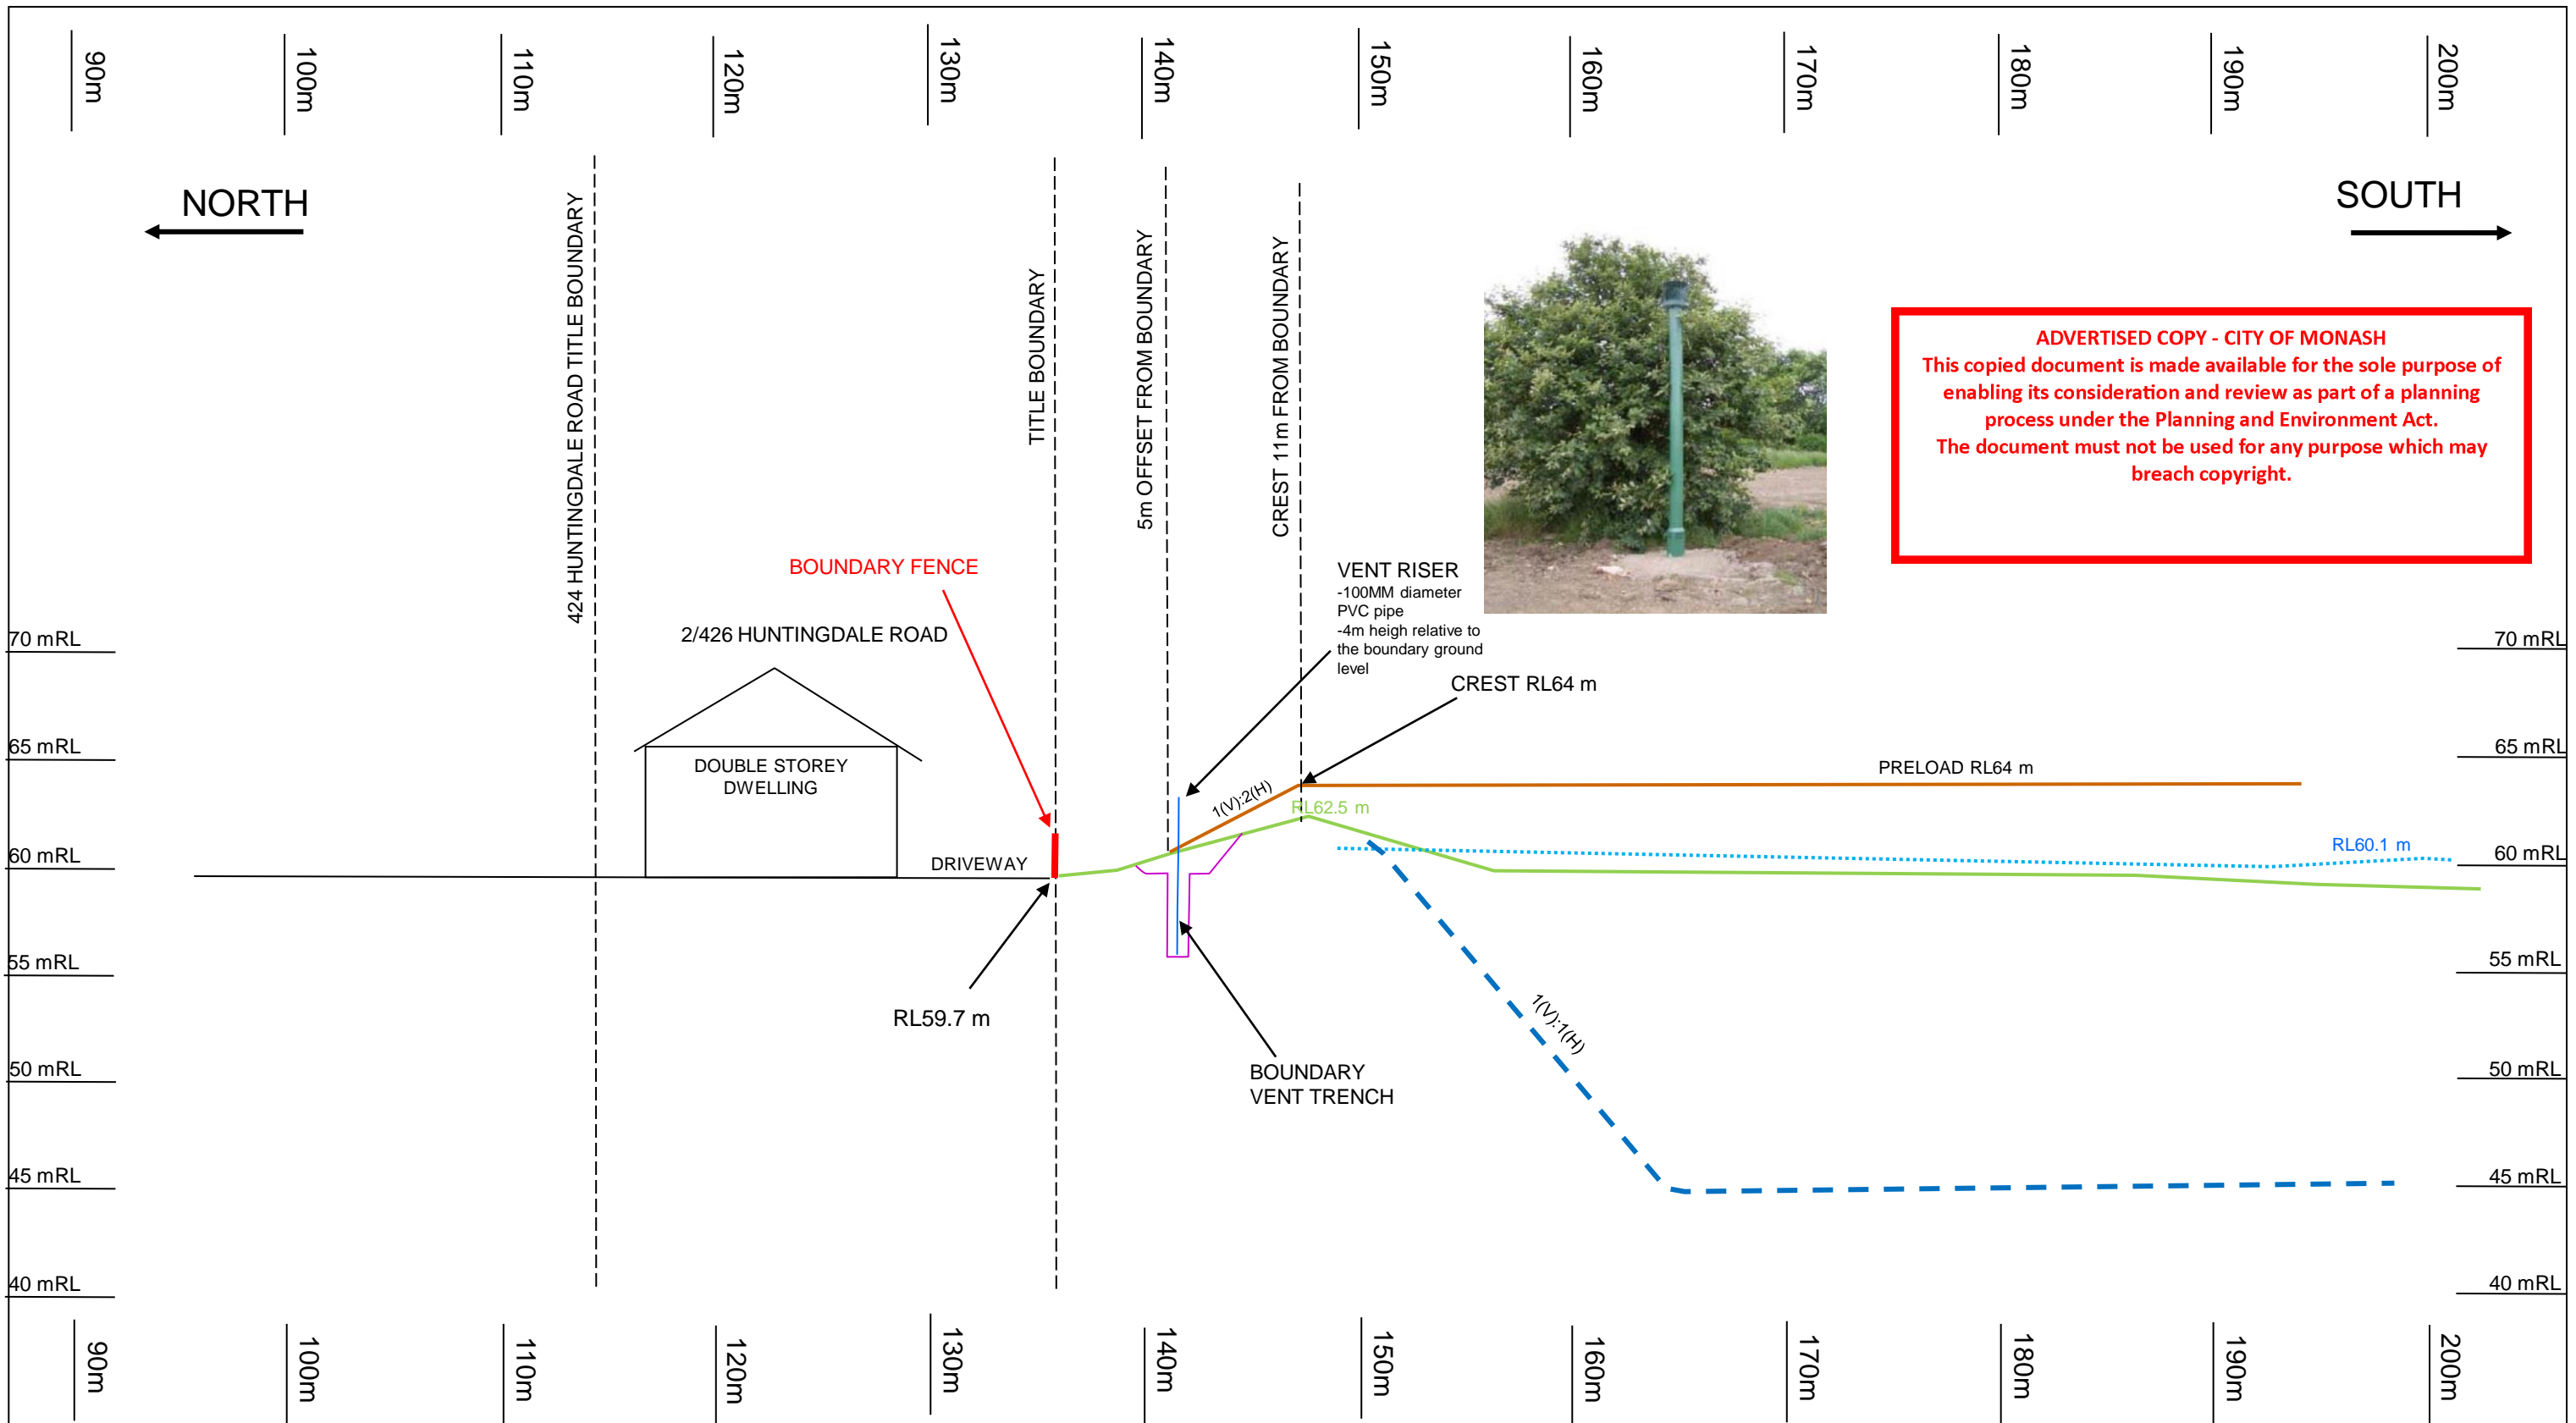 90m
100m
110m
120m
130m
140m
150m
160m
170m
180m
190m
200m
NORTH
SOUTH
424 HUNTINGDALE ROAD TITLE BOUNDARY
TITLE BOUNDARY
5m OFFSET FROM BOUNDARY
CREST 11m FROM BOUNDARY
ADVERTISED COPY - CITY OF MONASH
This copied document is made available for the sole purpose of
enabling its consideration and review as part of a planning
process under the Planning and Environment Act.
The document must not be used for any purpose which may
breach copyright.
BOUNDARY FENCE
2/426 HUNTINGDALE ROAD
VENT RISER
-100MM diameter
PVC pipe
-4m heigh relative to
the boundary ground
level
CREST RL64 m
70 mRL
70 mRL
65 mRL
65 mRL
DOUBLE STOREY
DWELLING
PRELOAD RL64 m
1(V):2(H)
RL62.5 m
RL60.1 m
60 mRL
60 mRL
DRIVEWAY
55 mRL
55 mRL
RL59.7 m
1(V):1(H)
BOUNDARY
VENT TRENCH
50 mRL
50 mRL
45 mRL
45 mRL
40 mRL
40 mRL
90m
100m
110m
120m
130m
140m
150m
160m
170m
180m
190m
200m